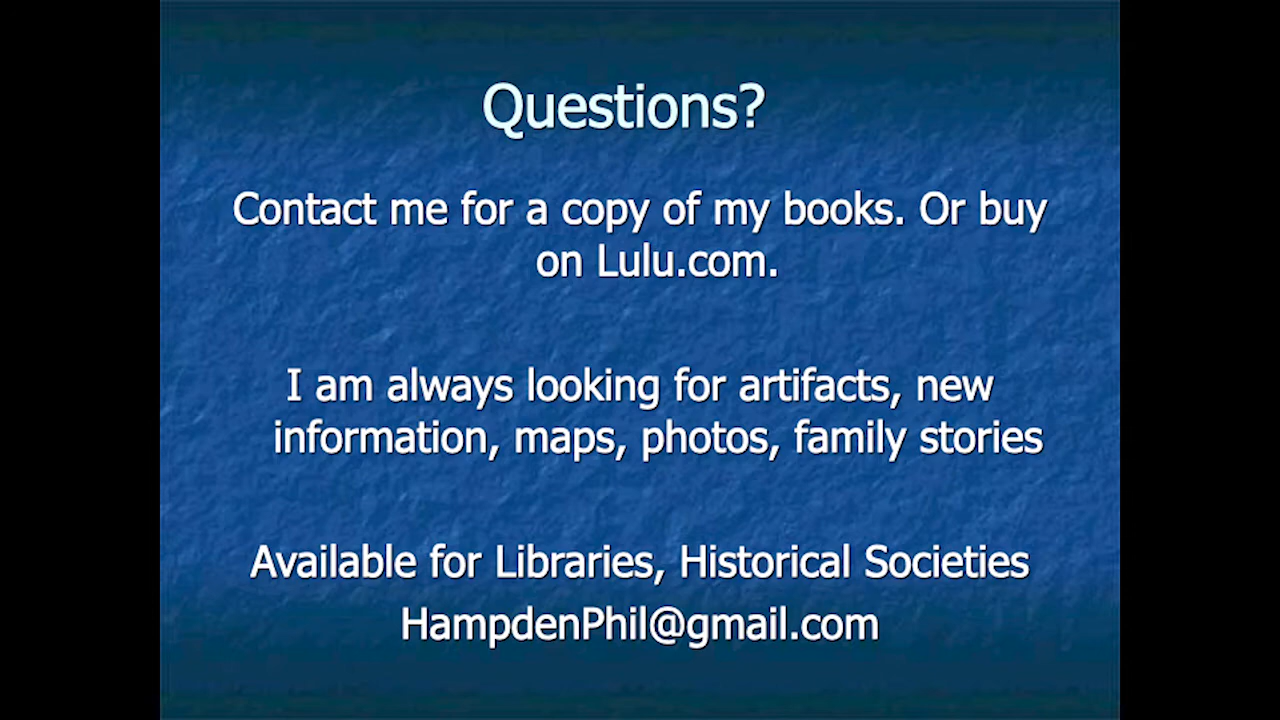 Questions?
Contact me for a copy of my books. Or buy
on Lulu.com.
I am always looking for artifacts, new
information, maps, photos, family stories
Available for Libraries, Historical Societies
HampdenPhil@gmail.com